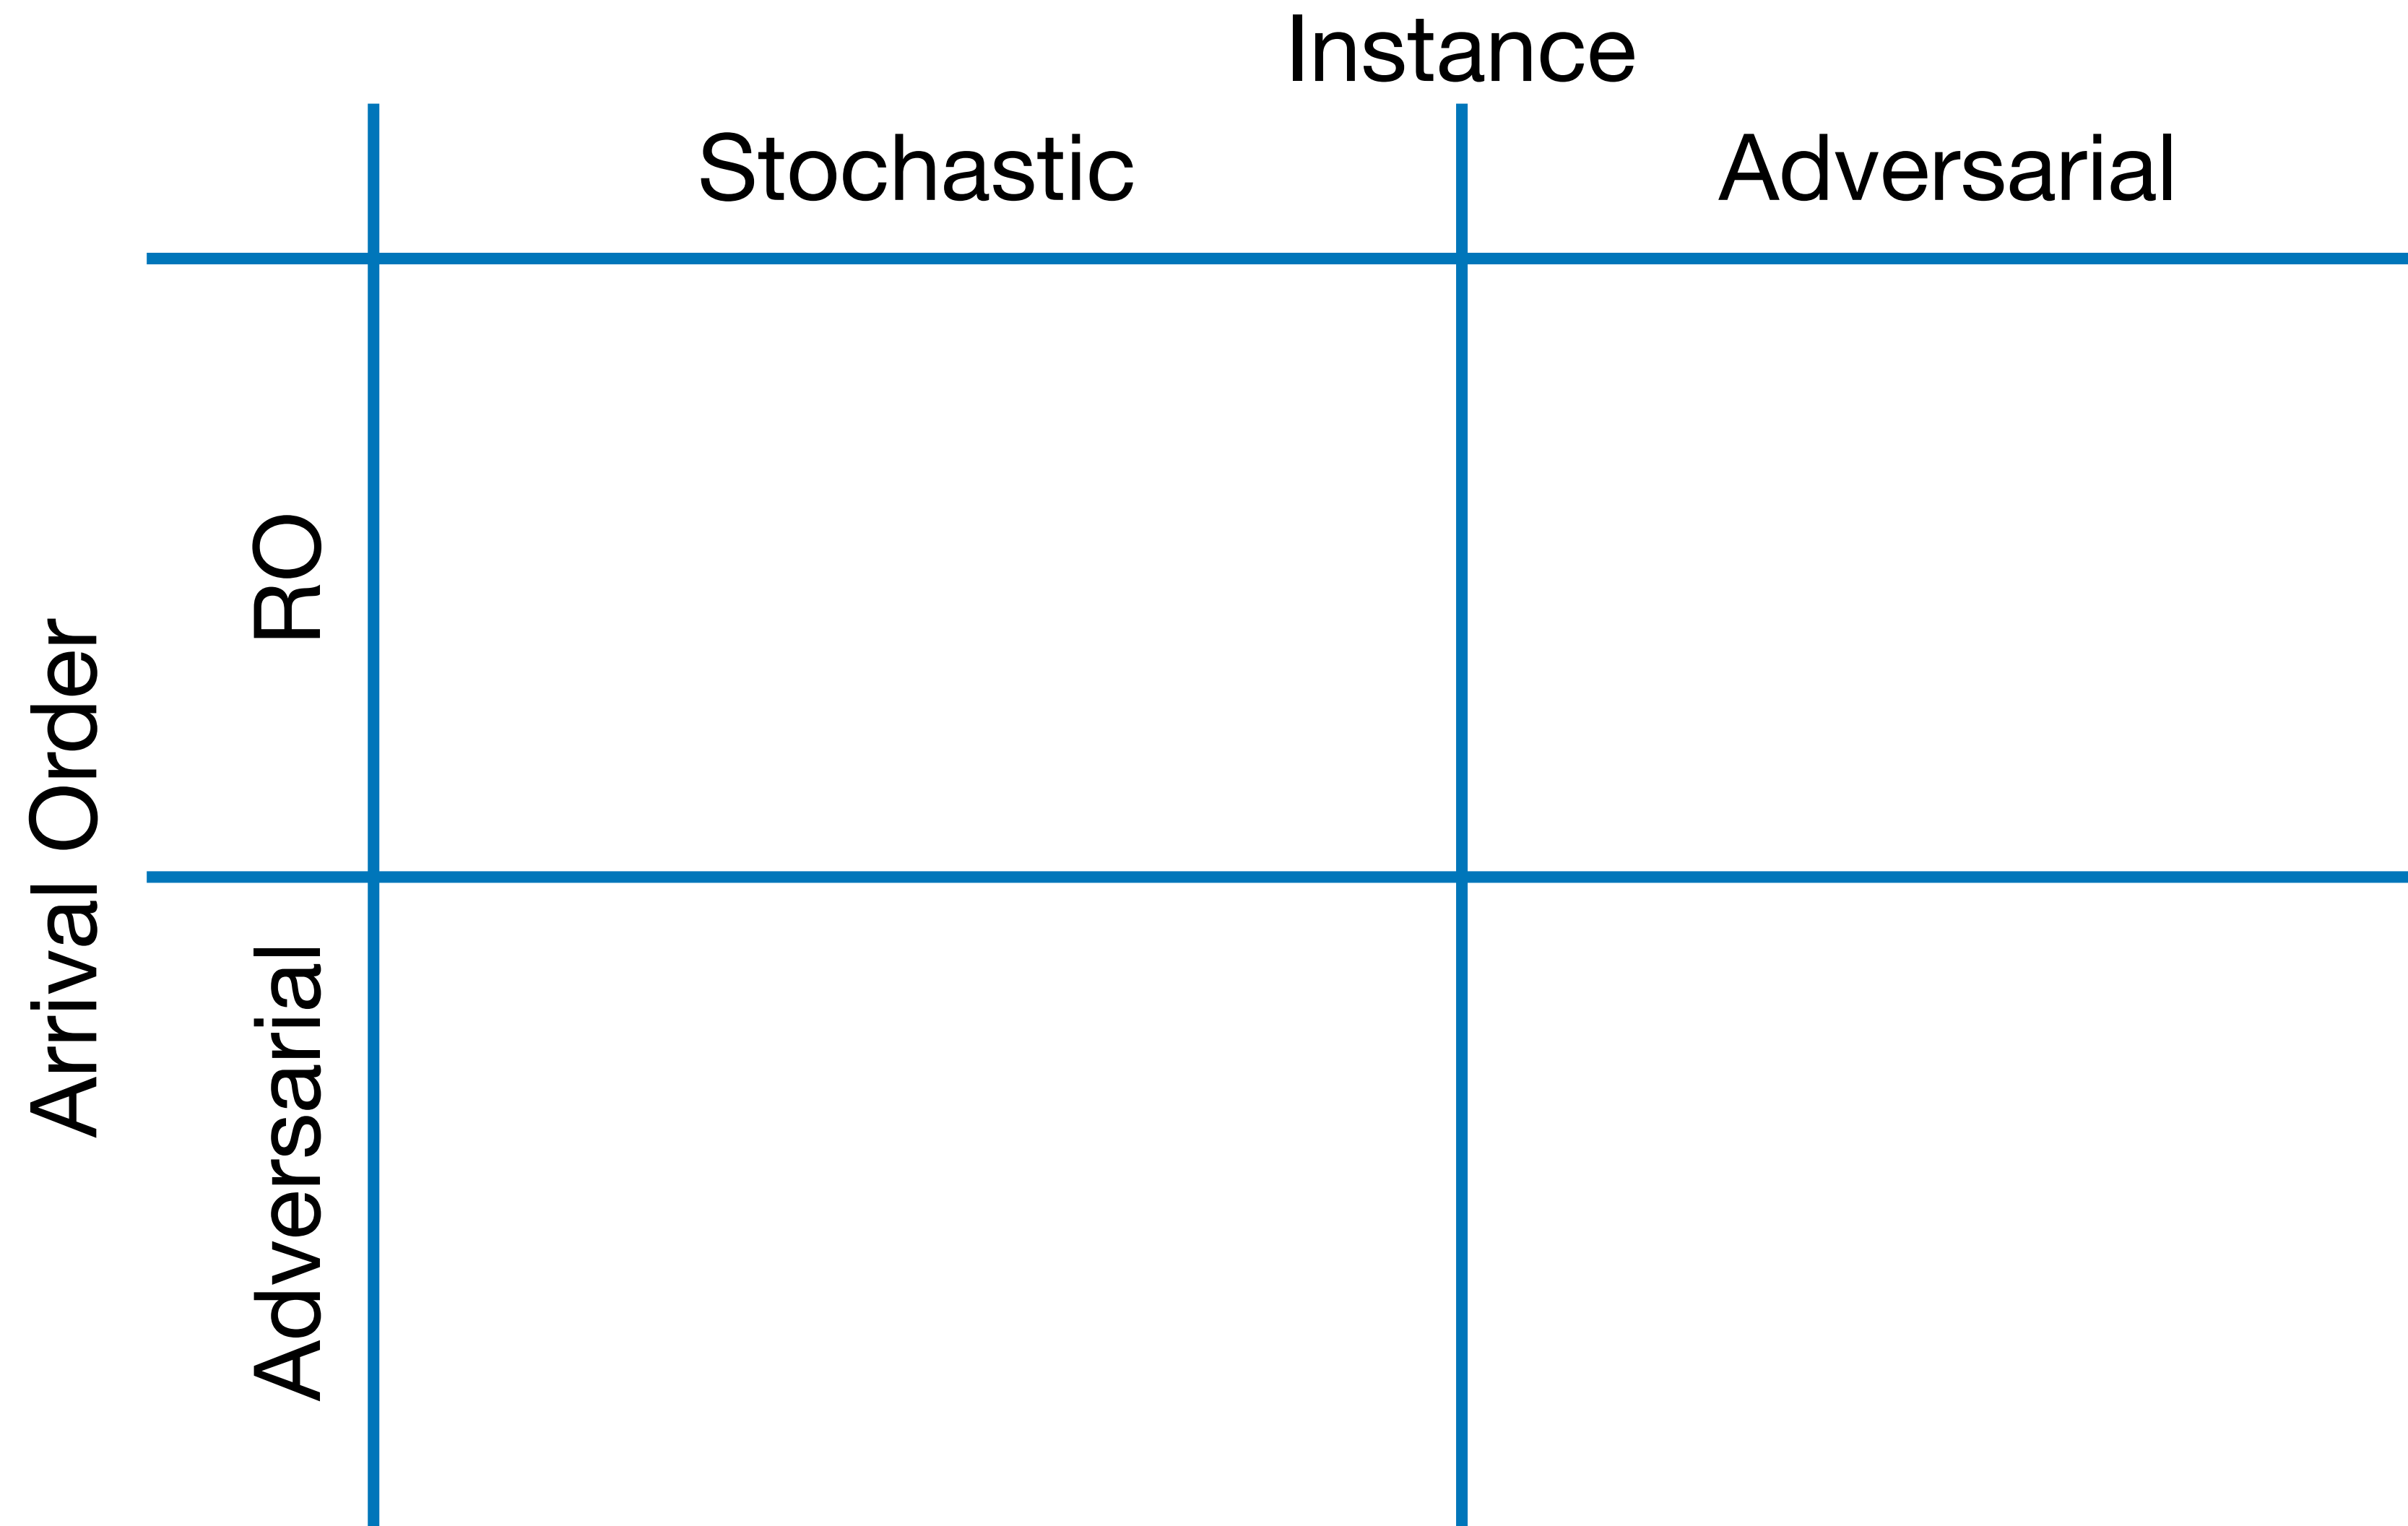 Instance
Stochastic
Adversarial
Arrival Order
RO
Adversarial